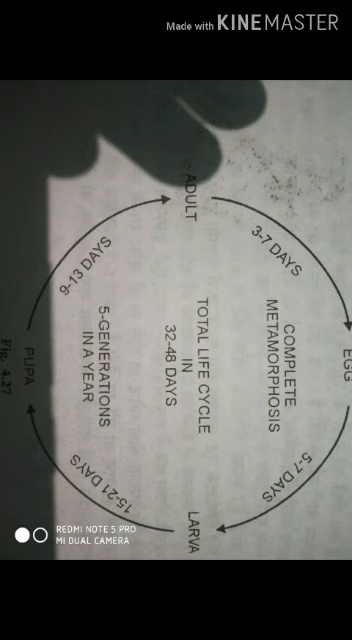 Made with KINEMASTER
ADULT
3-7 DAYS
EGG
5-7 DAYS
LARVA
15-21 DAYS
PUPA
9-13 DAYS
COMPLETE
METAMORPHOSIS
TOTAL LIFE CYCLE
IN
32-48 DAYS
5-GENERATIONS
IN A YEAR
Fig. 4.27
REDMI NOTE 5 PRO
MI DUAL CAMERA